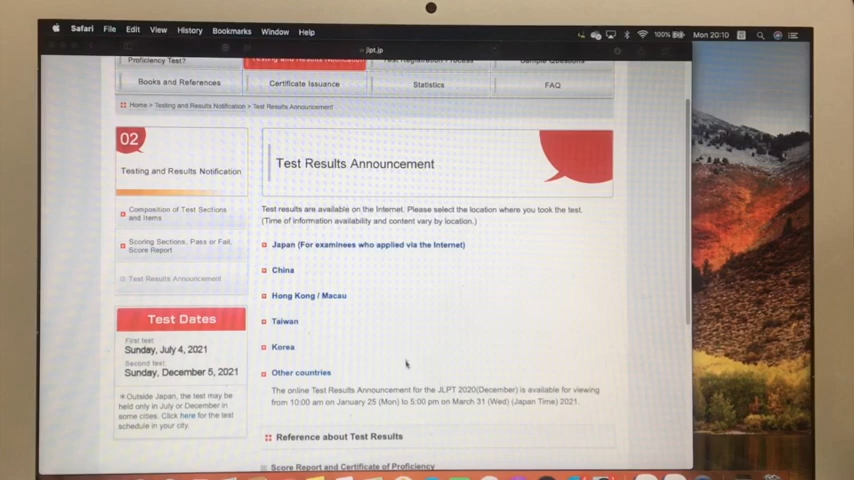 Safari File Edit View History Bookmarks Window Help 100% Mon 20:10
jlpt.jp
Proficiency Test? Testing and Results Notification Test Registration Process Sample Questions
Books and References Certificate Issuance Statistics FAQ
Home > Testing and Results Notification > Test Results Announcement
02
Testing and Results Notification
Composition of Test Sections
and Items
Scoring Sections, Pass or Fail,
Score Report
Test Results Announcement
Test Dates
First test:
Sunday, July 4, 2021
Second test:
Sunday, December 5, 2021
※Outside Japan, the test may be
held only in July or December in
some cities. Click here for the test
schedule in your city.
Test Results Announcement
Test results are available on the Internet. Please select the location where you took the test.
(Time of information availability and content vary by location.)
Japan (For examinees who applied via the Internet)
China
Hong Kong / Macau
Taiwan
Korea
Other countries
The online Test Results Announcement for the JLPT 2020(December) is available for viewing
from 10:00 am on January 25 (Mon) to 5:00 pm on March 31 (Wed) (Japan Time) 2021.
Reference about Test Results
Score Report and Certificate of Proficiency